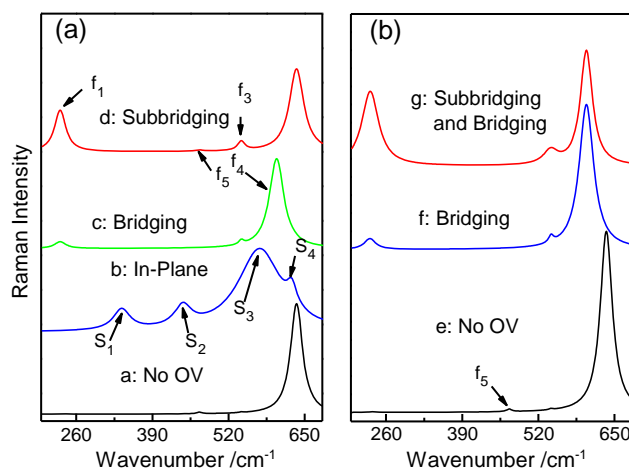 (a)
f1
f3
d: Subbridging
f5
f4
c: Bridging
b: In-Plane
S4
S3
S1
S2
a: No OV
260
390
520
650
Wavenumber /cm-1
Raman Intensity
(b)
g: Subbridging
and Bridging
f: Bridging
e: No OV
f5
260
390
520
650
Wavenumber /cm-1